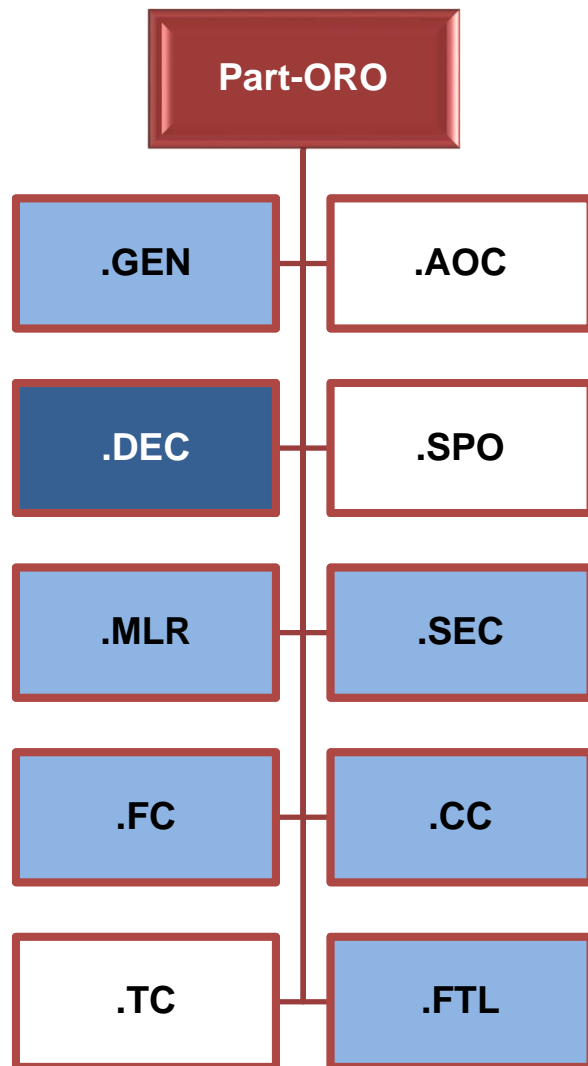 Part-ORO
.GEN
.AOC
.DEC
.SPO
.MLR
.SEC
.FC
.CC
.TC
.FTL